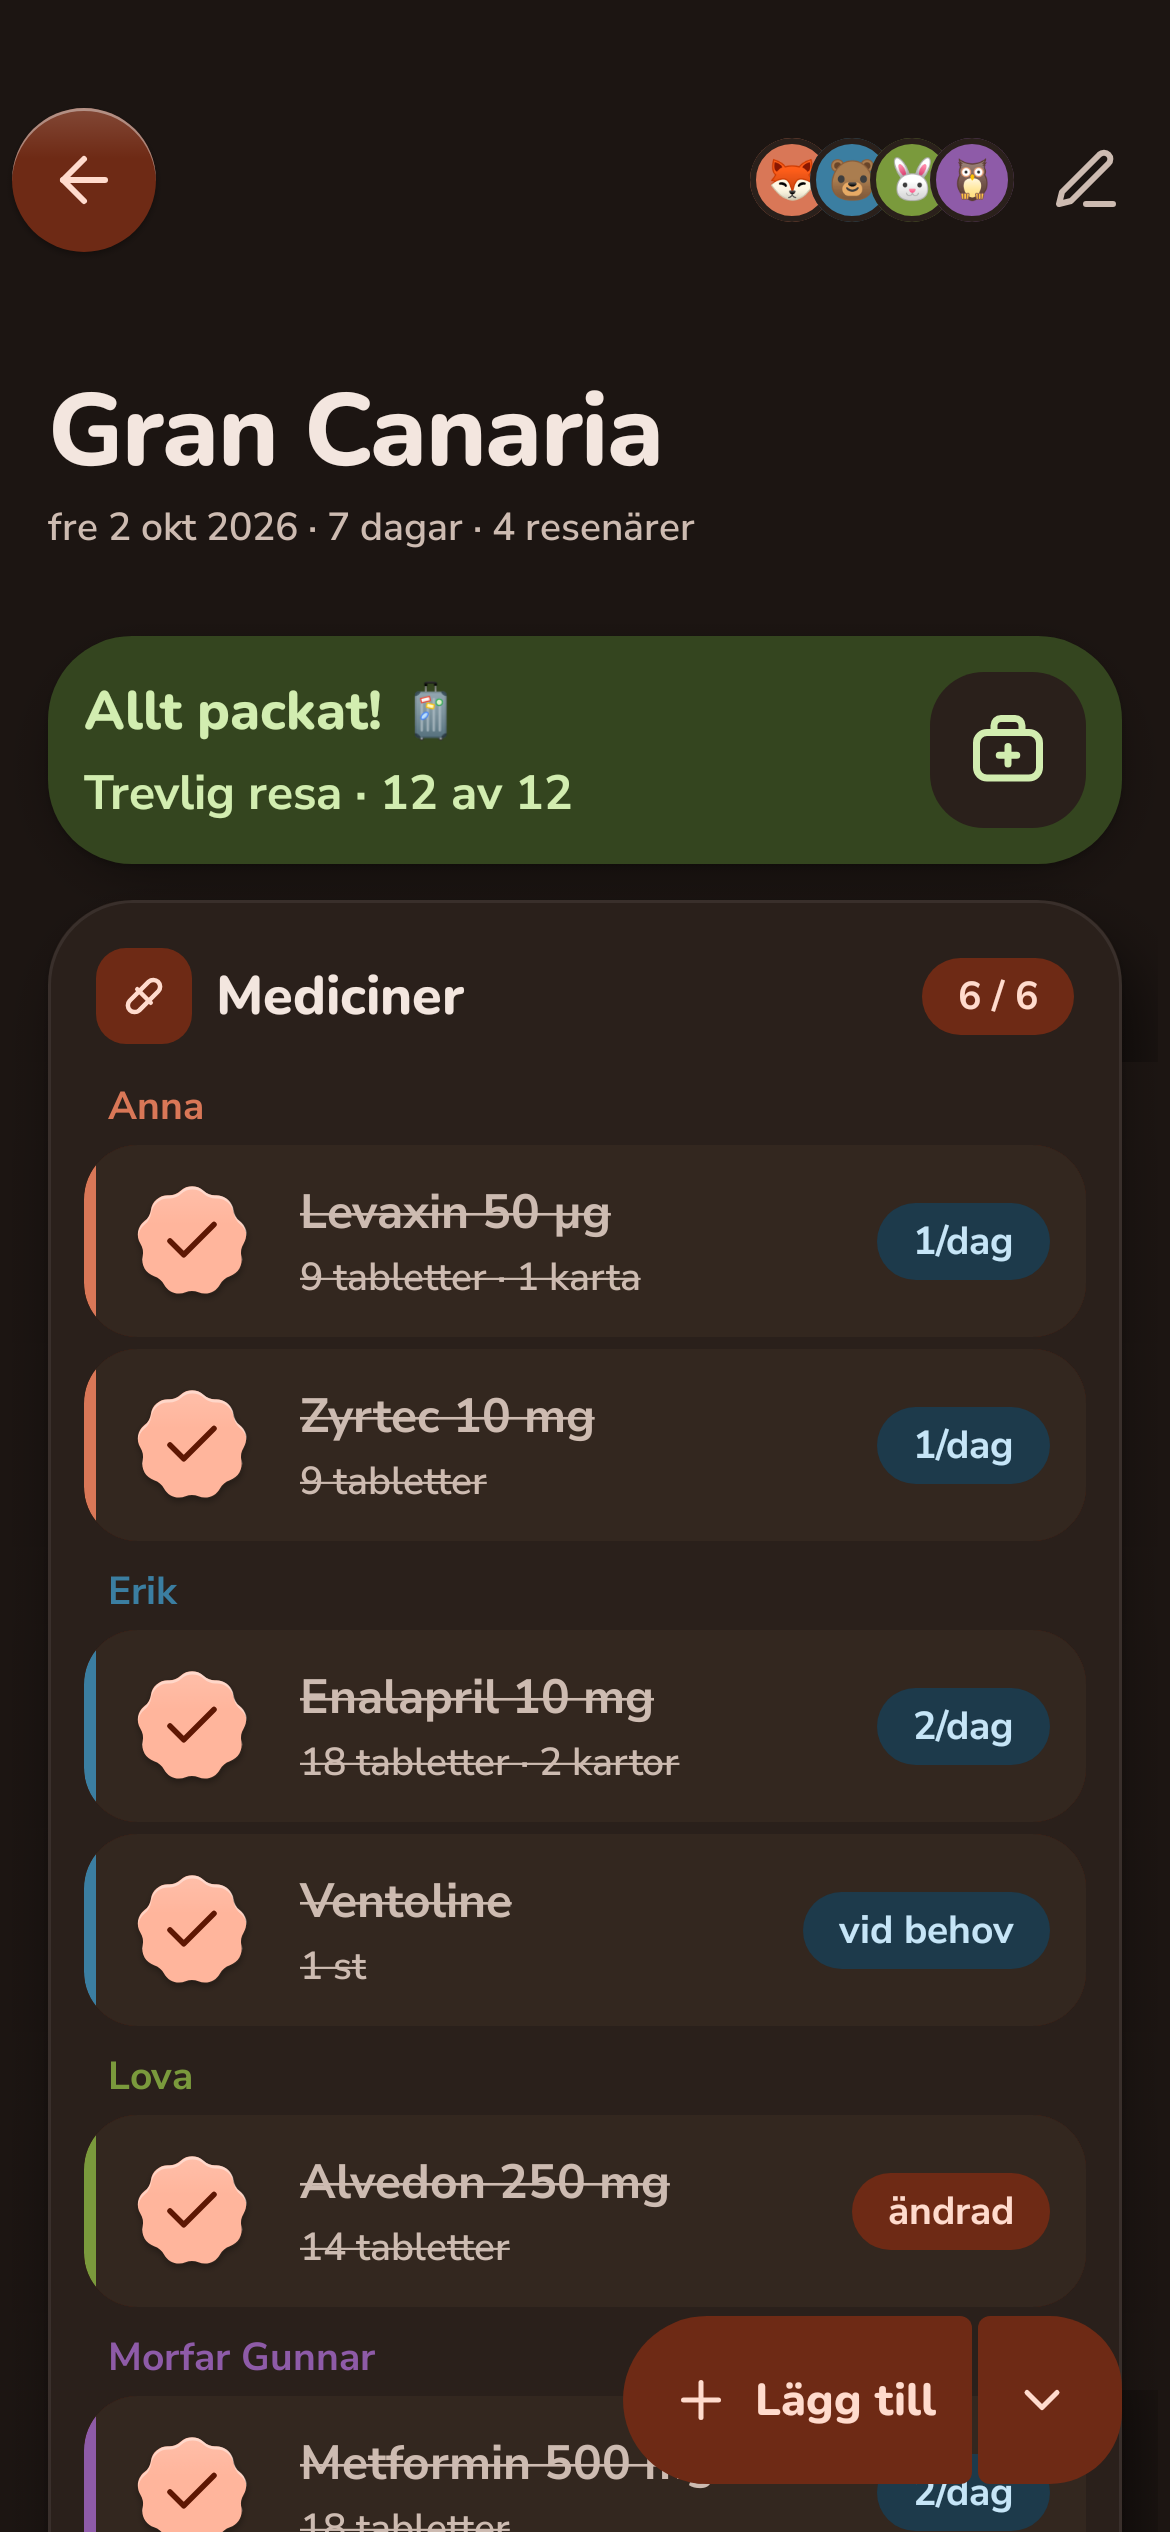 Gran Canaria
fre 2 okt 2026 · 7 dagar · 4 resenärer
Allt packat! 🧳
Trevlig resa · 12 av 12
Mediciner
6 / 6
Anna
Levaxin 50 µg
9 tabletter · 1 karta
1/dag
Zyrtec 10 mg
9 tabletter
1/dag
Erik
Enalapril 10 mg
18 tabletter · 2 kartor
2/dag
Ventoline
1 st
vid behov
Lova
Alvedon 250 mg
14 tabletter
ändrad
Morfar Gunnar
Lägg till
Metformin 500
18 tabletter
2/dag